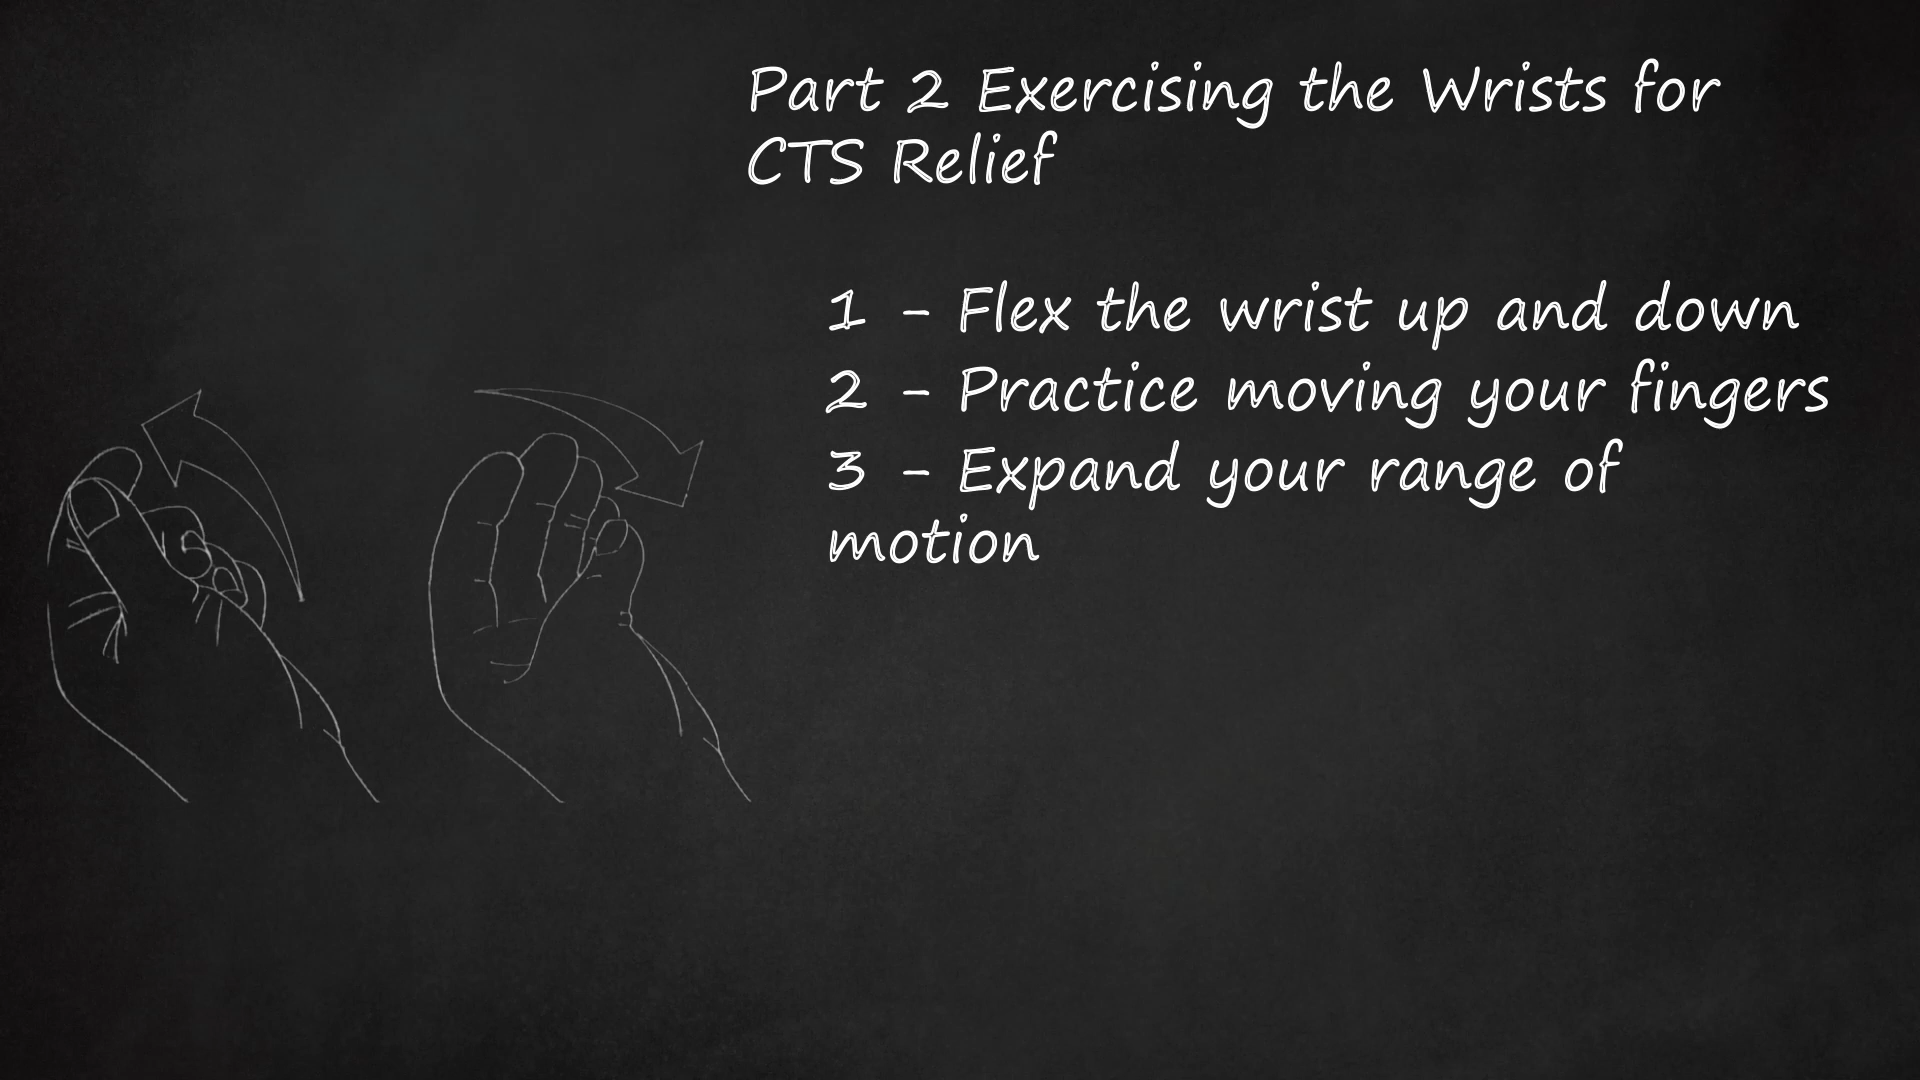 Part 2 Exercising the Wrists for
CTS Relief
1 - Flex the wrist up and down
2 - Practice moving your fingers
3 - Expand your range of
motion